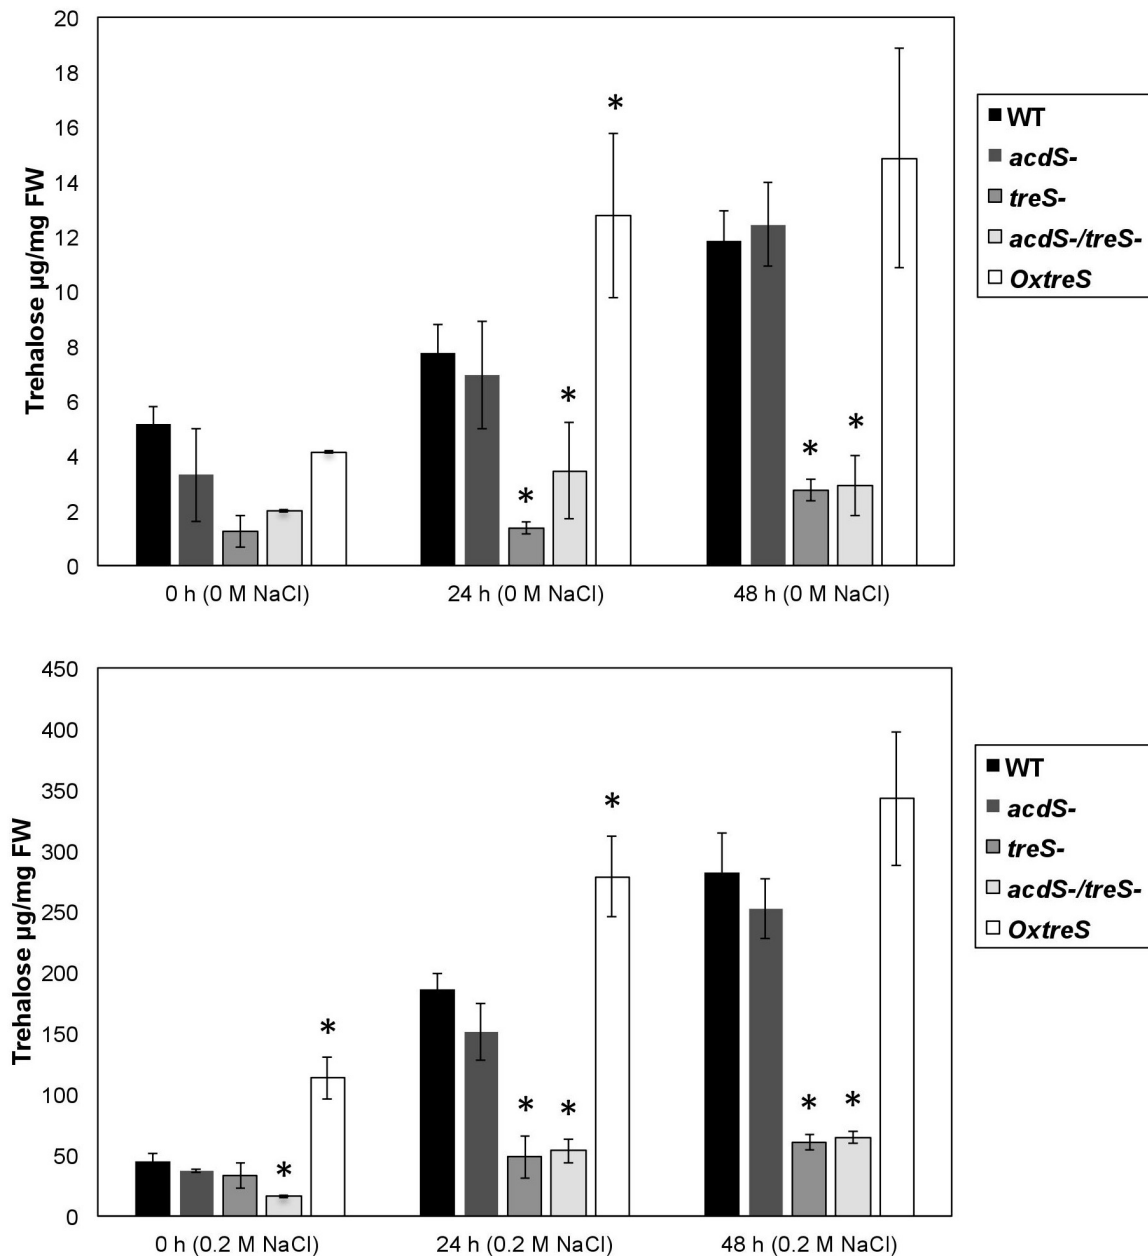 20
18
16
14
12
10
8
6
4
2
0
Trehalose µg/mg FW
*
*
*
*
*
0 h (0 M NaCl)
24 h (0 M NaCl)
48 h (0 M NaCl)
WT
acdS-
treS-
acdS-/treS-
OxtreS
450
400
350
300
250
200
150
100
50
0
Trehalose µg/mg FW
*
*
*
*
*
*
*
0 h (0.2 M NaCl)
24 h (0.2 M NaCl)
48 h (0.2 M NaCl)
WT
acdS-
treS-
acdS-/treS-
OxtreS